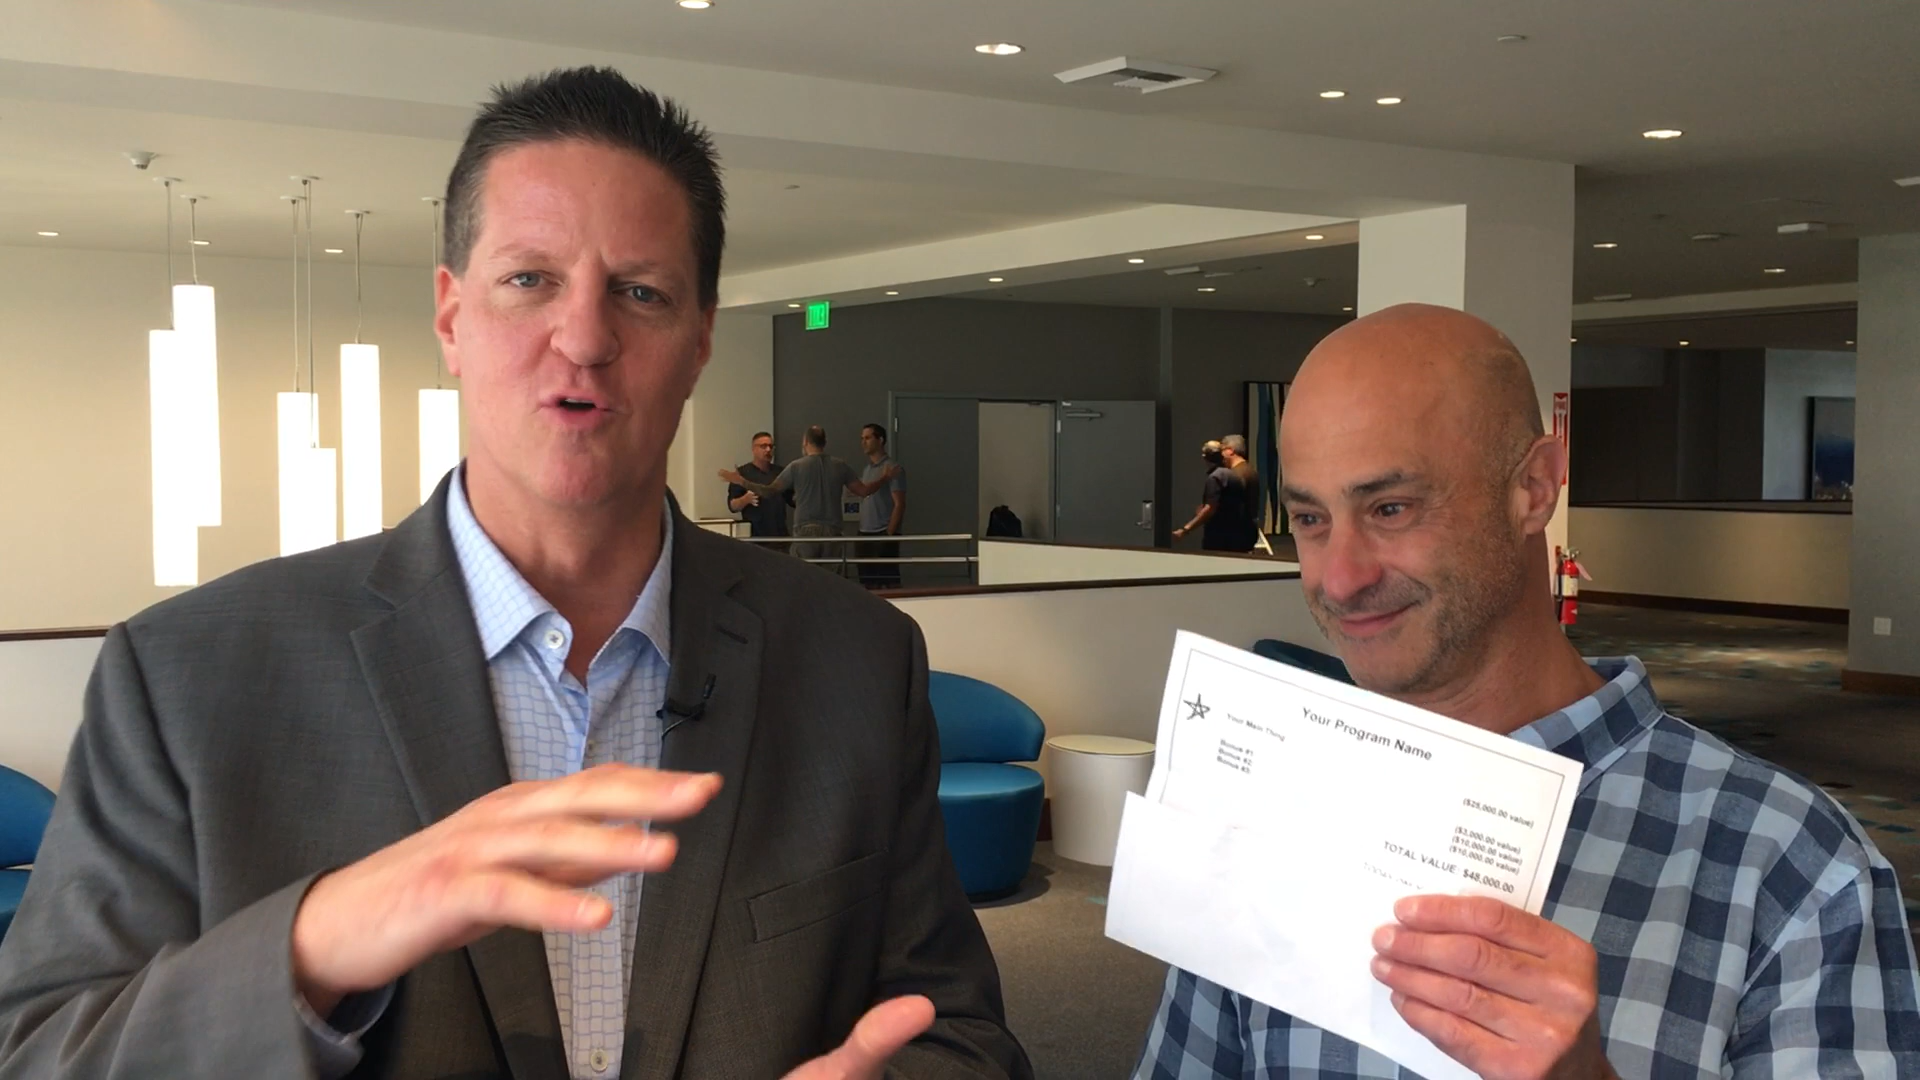 Your Program Name
Your Main Thing
Bonus #1
Bonus #2
Bonus #3
($25,000.00 value)
($3,000.00 value)
($10,000.00 value)
($10,000.00 value)
TOTAL VALUE: $48,000.00